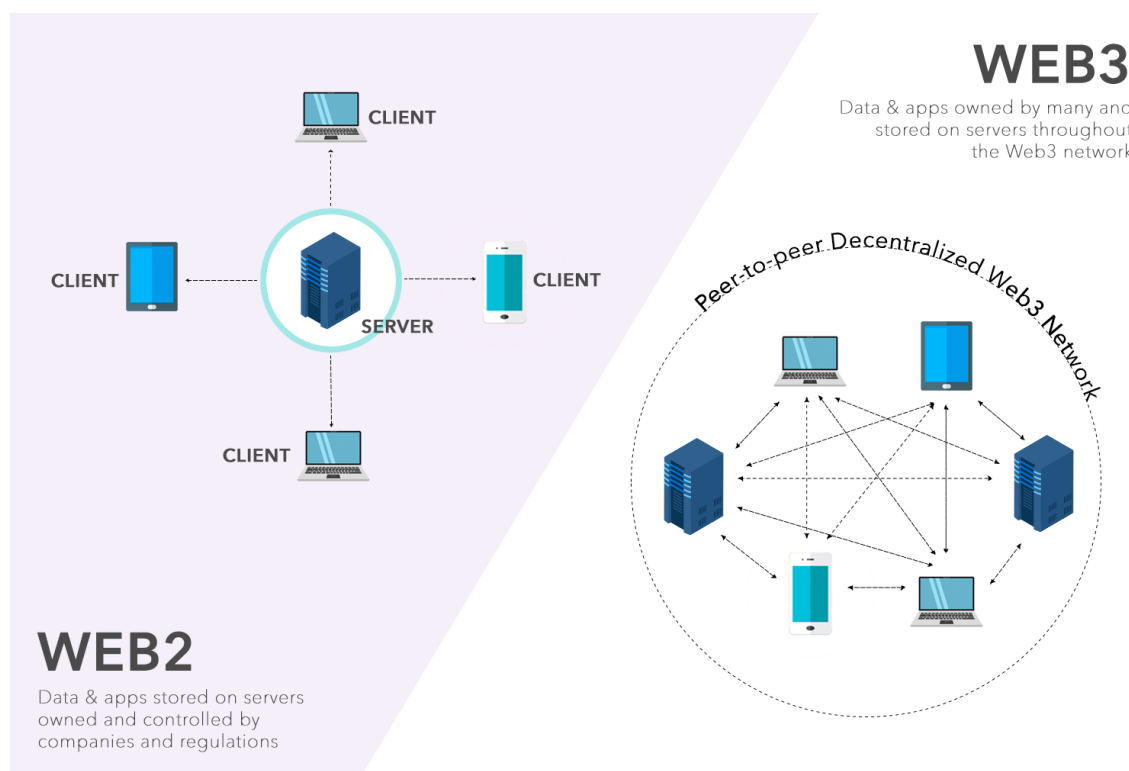 WEB3
Data & apps owned by many and
stored on servers throughout
the Web3 network
CLIENT
CLIENT
CLIENT
SERVER
CLIENT
Peer-to-peer Decentralized Web3 Network
WEB2
Data & apps stored on servers
owned and controlled by
companies and regulations